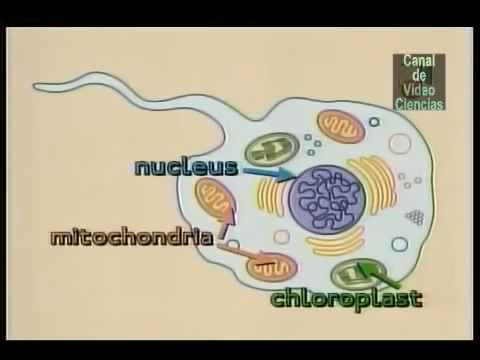 Canal
de
Video
Ciencias
nucleus
mitochondria
chloroplast